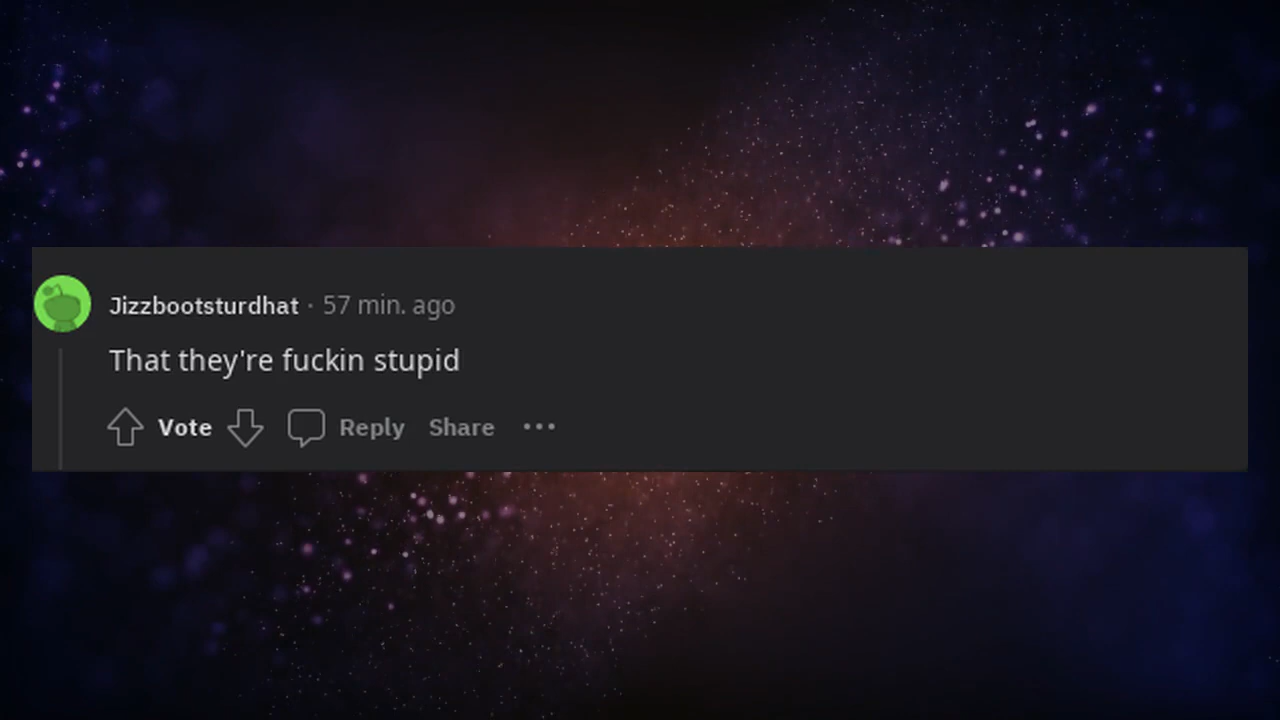 Jizzbootsturdhat · 57 min. ago
That they're fuckin stupid
Vote Reply Share ···